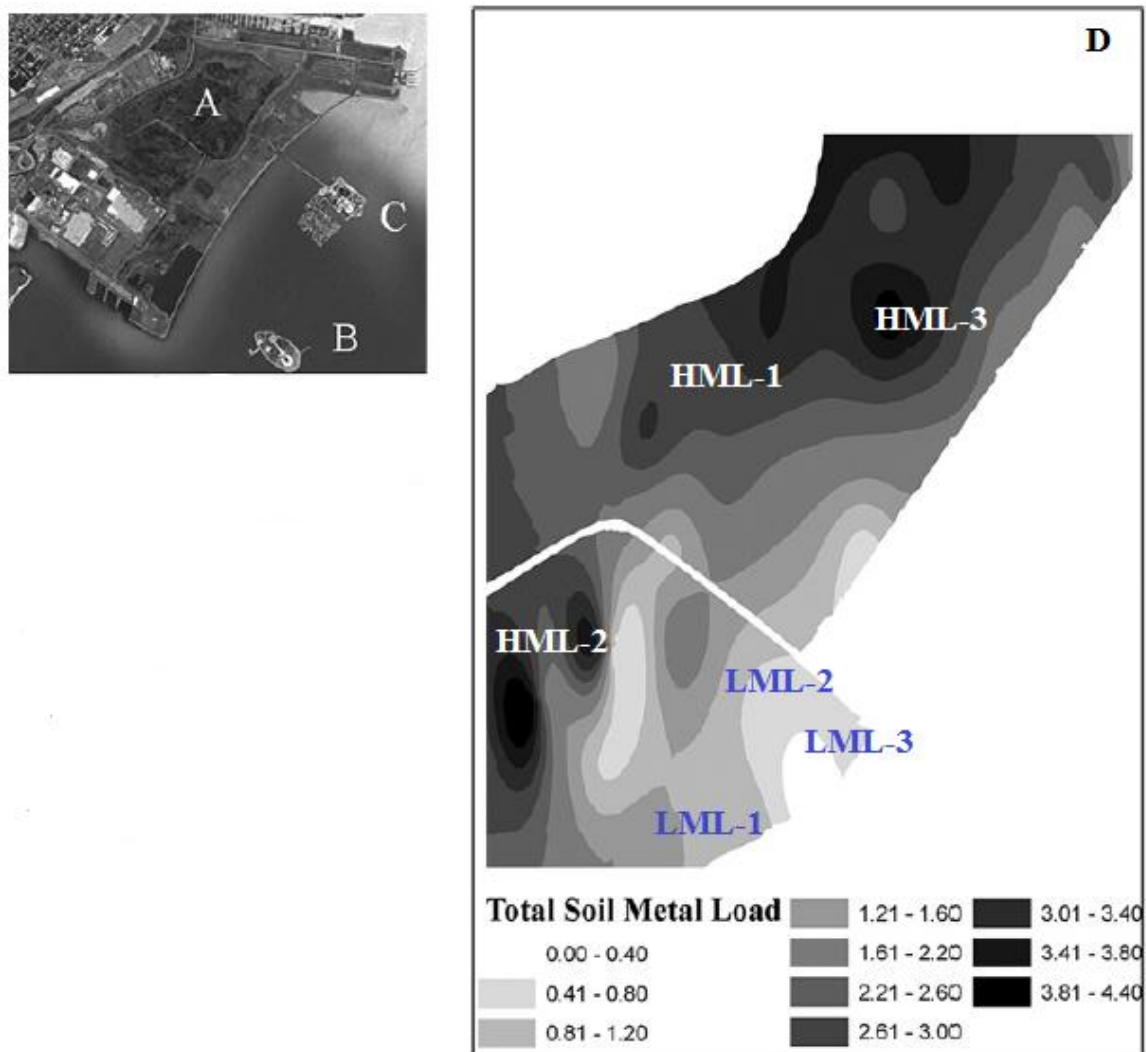 A
B
C
D
HML-3
HML-1
HML-2
LML-2
LML-3
LML-1
Total Soil Metal Load
0.00 - 0.40
0.41 - 0.80
0.81 - 1.20
1.21 - 1.60
1.61 - 2.20
2.21 - 2.60
2.61 - 3.00
3.01 - 3.40
3.41 - 3.80
3.81 - 4.40